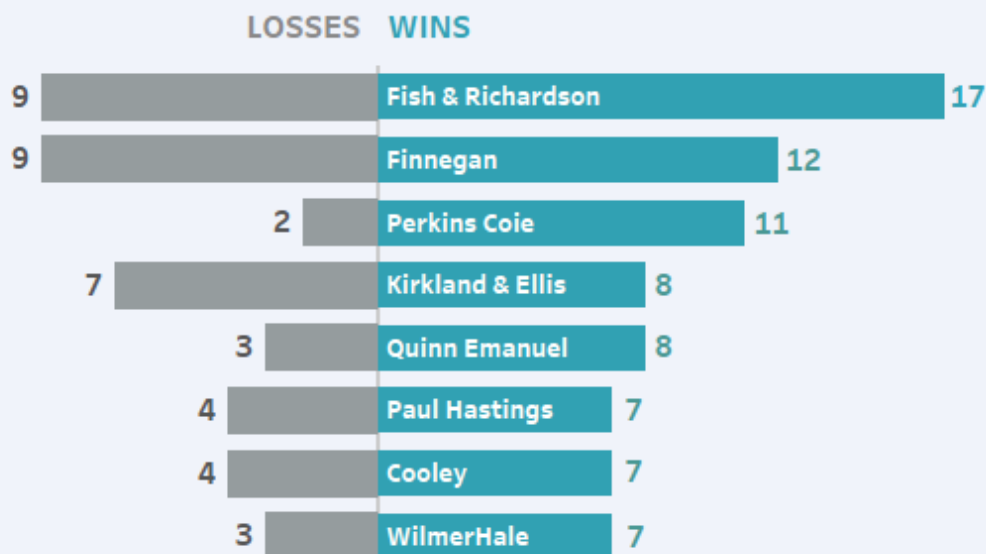 LOSSES WINS
9 Fish & Richardson 17
9 Finnegan 12
2 Perkins Coie 11
7 Kirkland & Ellis 8
3 Quinn Emanuel 8
4 Paul Hastings 7
4 Cooley 7
3 WilmerHale 7